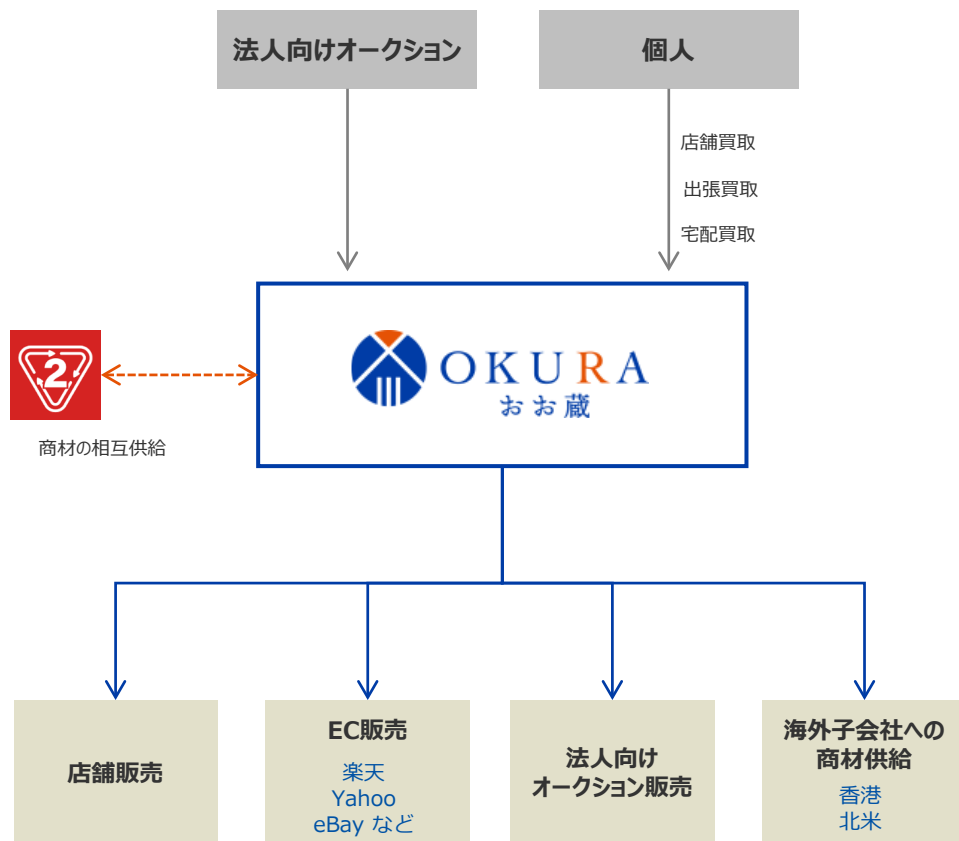 法人向けオークション
個人
店舗買取
出張買取
宅配買取
OKURA
おお蔵
2
商材の相互供給
店舗販売
EC販売
楽天
Yahoo
eBay など
法人向け
オークション販売
海外子会社への
商材供給
香港
北米